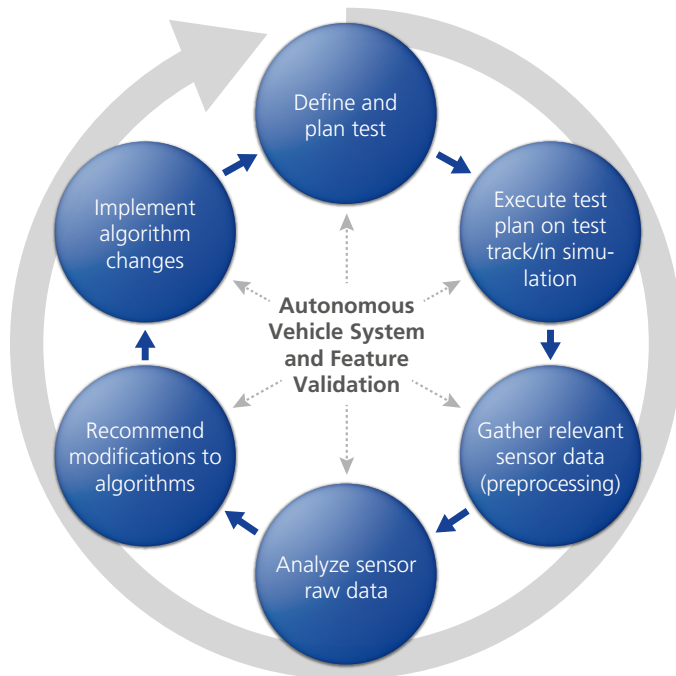 Define and
plan test
Execute test
plan on test
track/in simu-
lation
Gather relevant
sensor data
(preprocessing)
Analyze sensor
raw data
Recommend
modifications to
algorithms
Implement
algorithm
changes
Autonomous
Vehicle System
and Feature
Validation